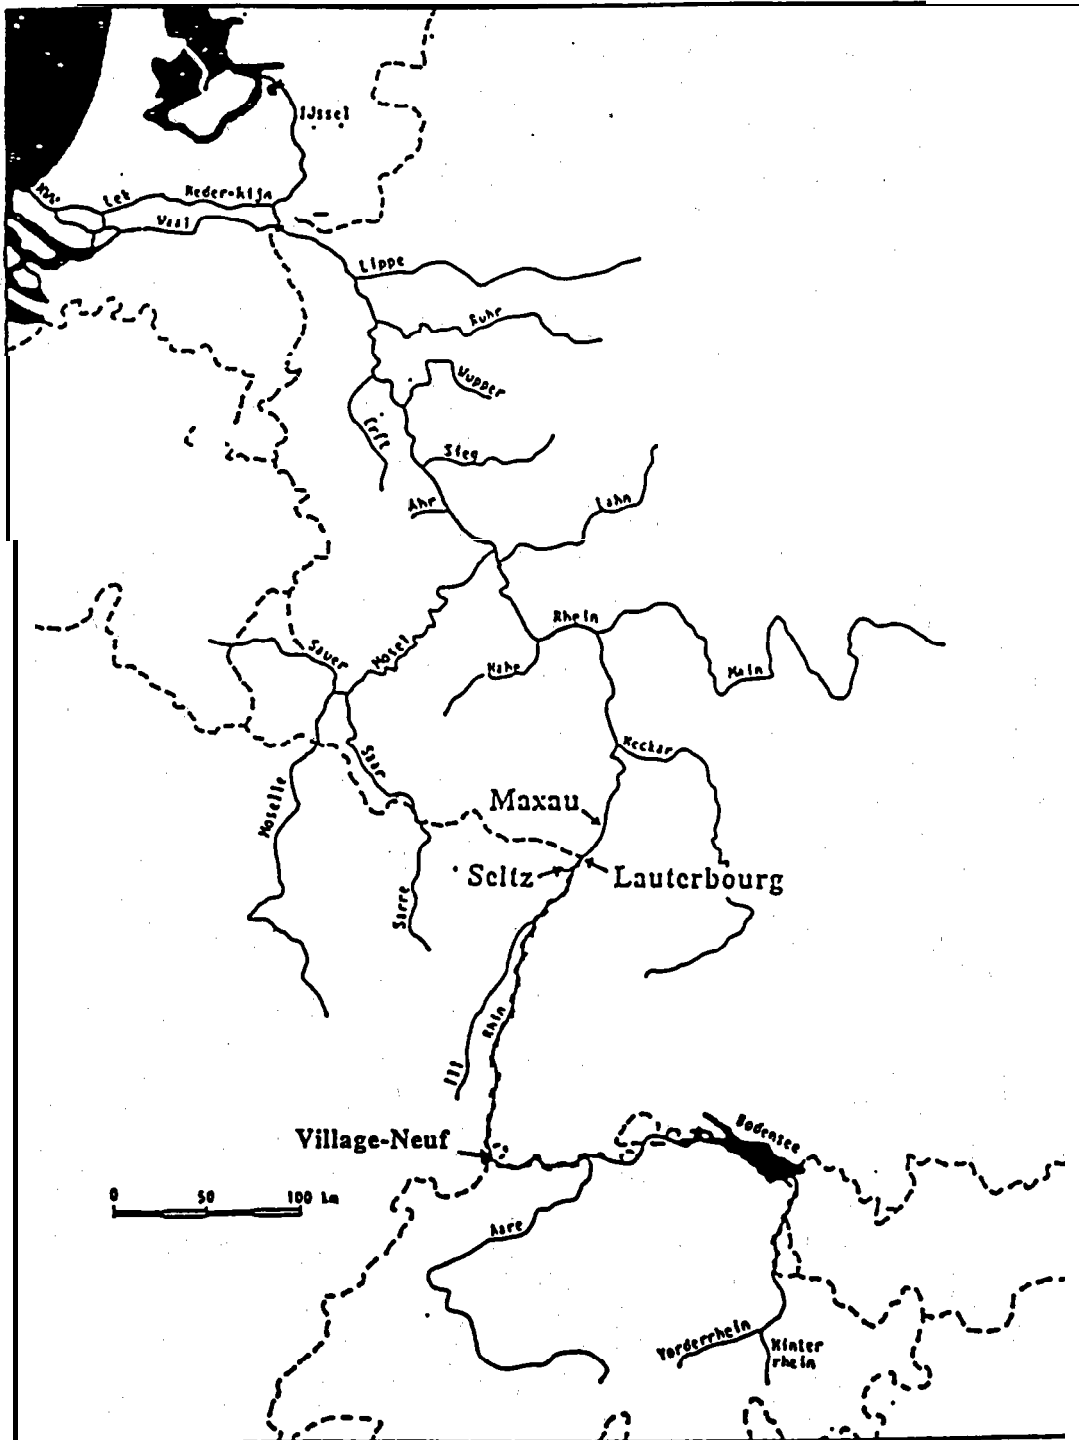 IJssel
Lek
Neder-Rijn
Waal
Lippe
Ruhr
Wupper
Erft
Sieg
Ahr
Lahn
Rhein
Sauer
Mosel
Nahe
Main
Neckar
Saar
Moselle
Maxau
Seltz
Lauterbourg
Sarre
Rhin
Ill
Village-Neuf
Bodensee
0 50 100 km
Aare
Vorderrhein
Hinter
rhein